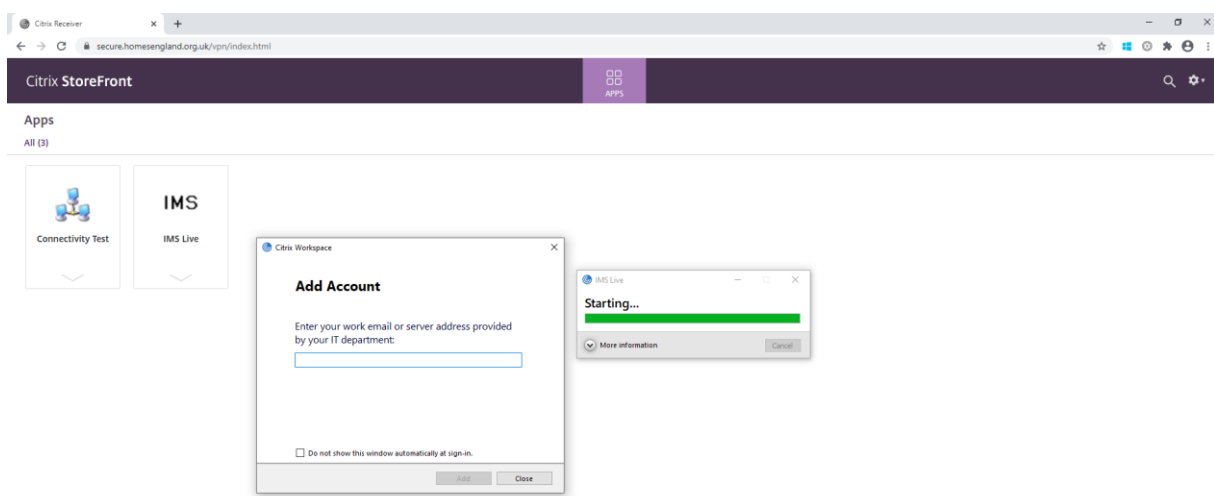 Citrix Receiver
secure.homesengland.org.uk/vpn/index.html
Citrix StoreFront
APPS
Apps
All (3)
IMS
Connectivity Test
IMS Live
Citrix Workspace
Add Account
Enter your work email or server address provided
by your IT department:
Do not show this window automatically at sign-in.
Add
Close
IMS Live
Starting...
More information
Cancel